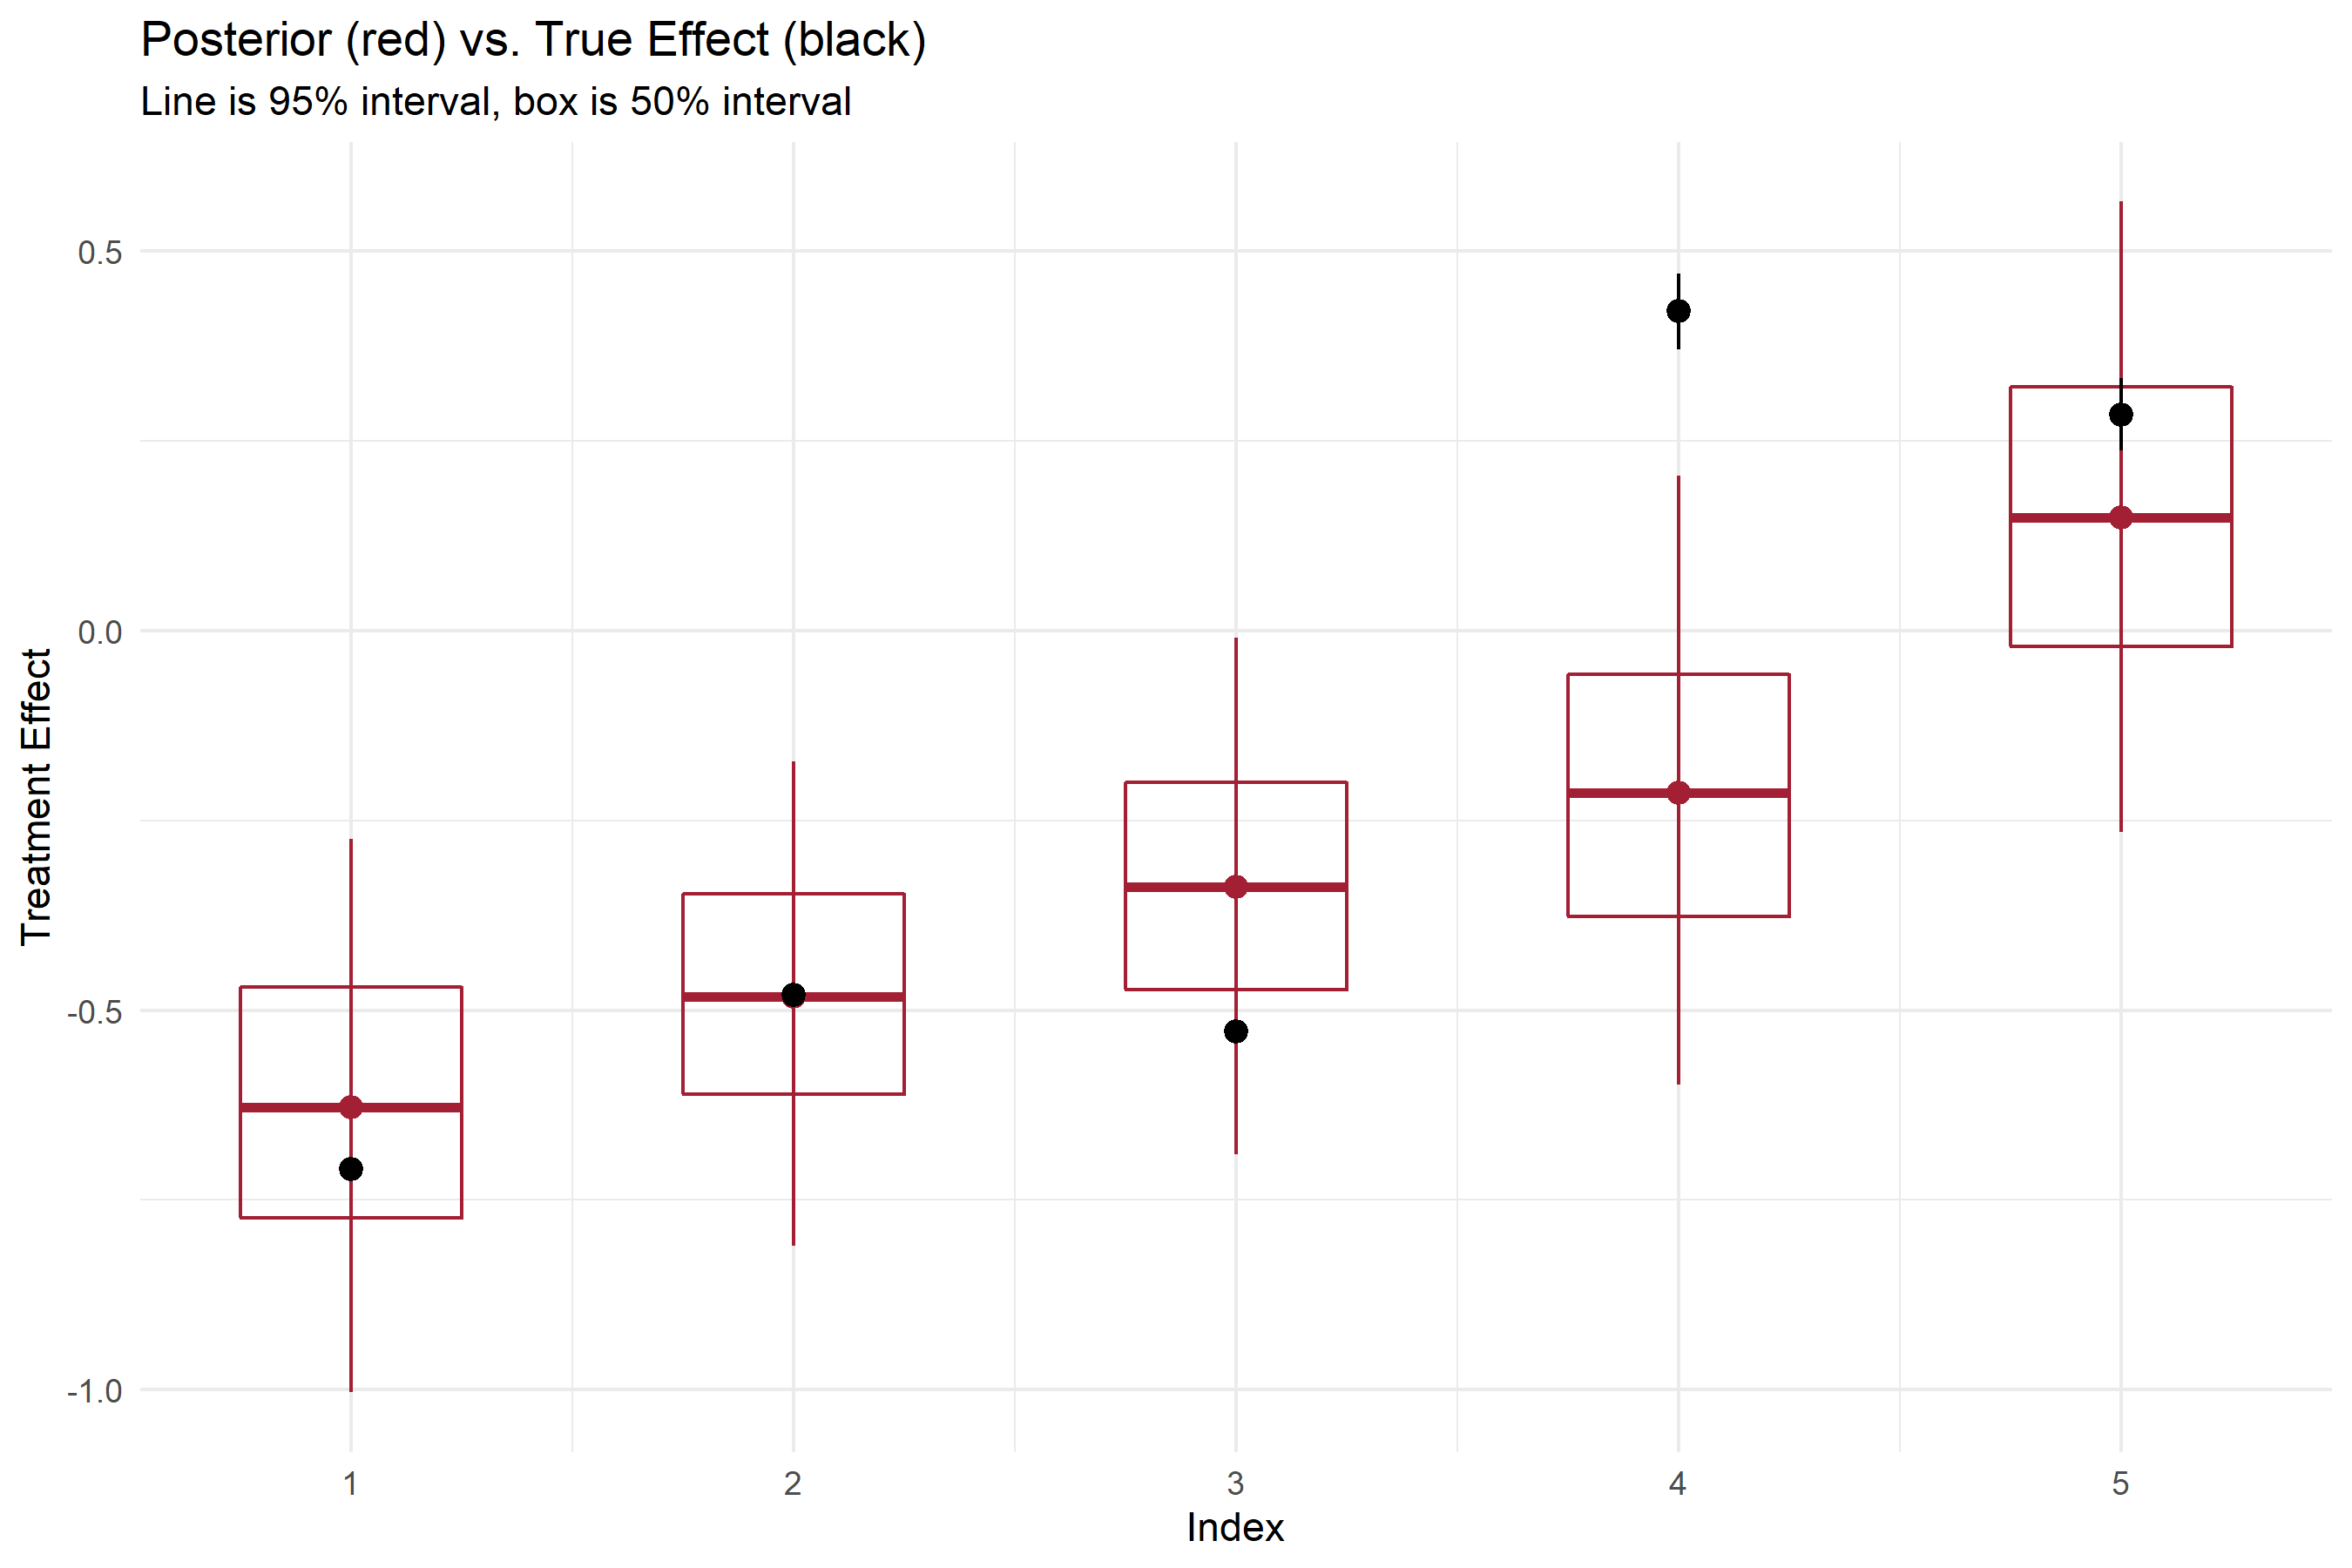 Posterior (red) vs. True Effect (black)
Line is 95% interval, box is 50% interval
0.5
0.0
-0.5
-1.0
Treatment Effect
1 2 3 4 5
Index